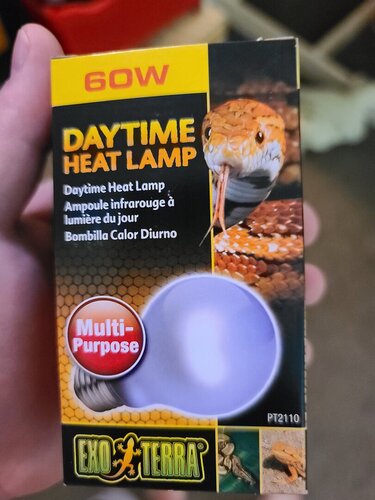 60W
DAYTIME
HEAT LAMP
Daytime Heat Lamp
Ampoule infrarouge à
lumière du jour
Bombilla Calor Diurno
Multi-
Purpose
PT2110
EXO TERRA